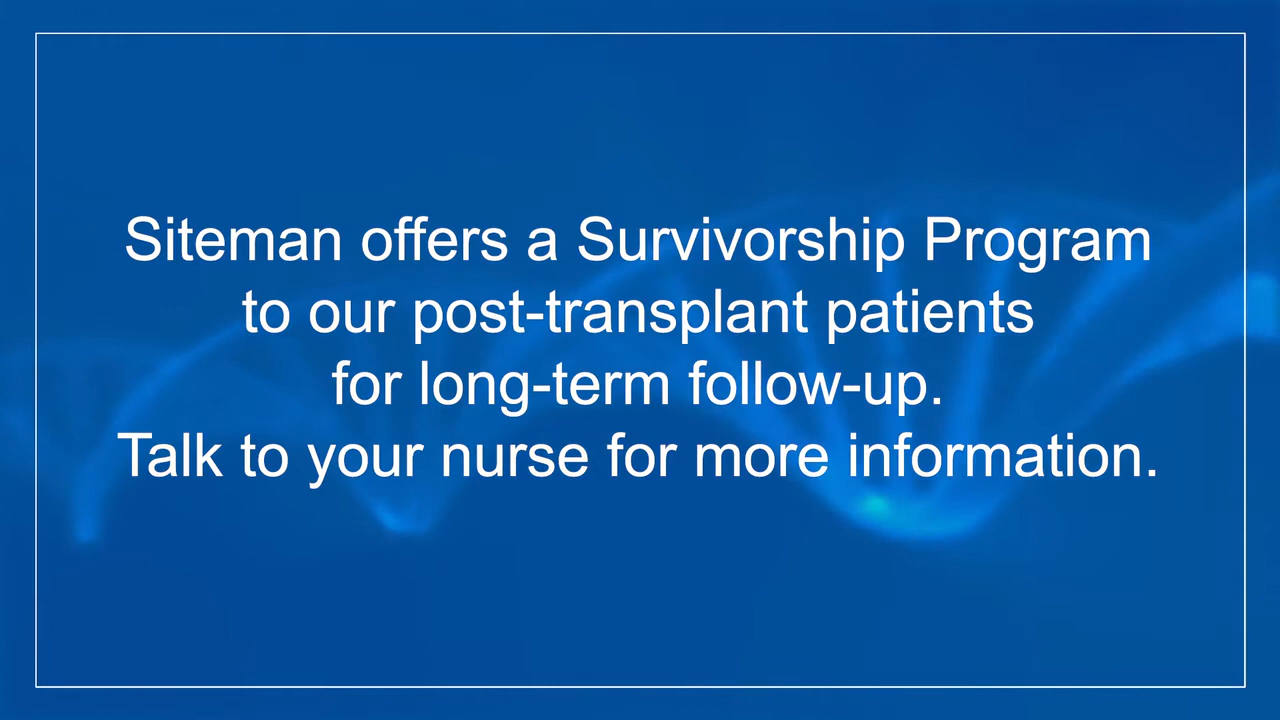 Siteman offers a Survivorship Program
to our post-transplant patients
for long-term follow-up.
Talk to your nurse for more information.